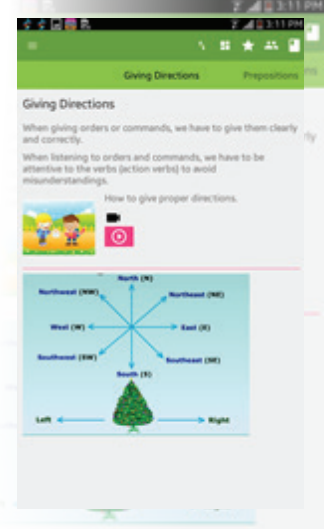 3:11 PM
3:11 PM
Giving Directions
Prepositions
Giving Directions
When giving orders or commands, we have to give them clearly
and correctly.
When listening to orders and commands, we have to be
attentive to the verbs (action verbs) to avoid
misunderstandings.
How to give proper directions.
North (N)
Northwest (NW)
Northeast (NE)
West (W)
East (E)
Southwest (SW)
Southeast (SE)
South (S)
Left
Right